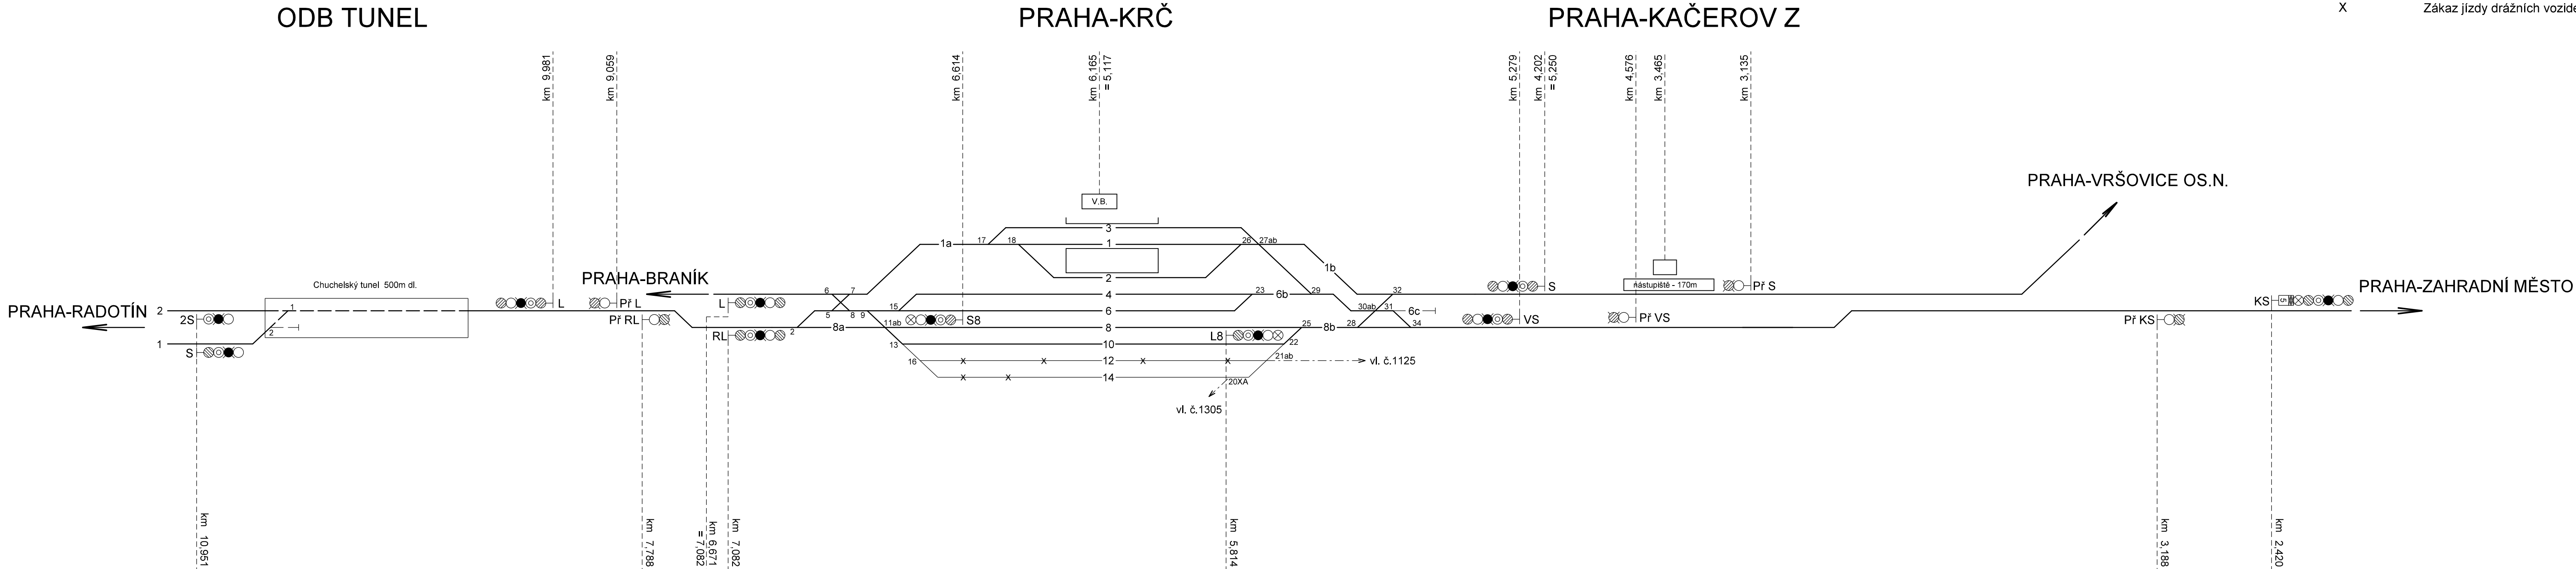 ODB TUNEL
PRAHA-KRČ
PRAHA-KAČEROV Z
X Zákaz jízdy drážních vozide
km 9,981
km 9,059
km 6,614
km 6,165
= 5,117
km 5,279
km 4,202
= 5,250
km 4,576
km 3,465
km 3,135
PRAHA-VRŠOVICE OS.N.
V.B.
3
1a 17 18 1 26 27ab
1b
2
Chuchelský tunel 500m dl.
PRAHA-BRANÍK
nástupiště - 170m
PRAHA-ZAHRADNÍ MĚSTO
PRAHA-RADOTÍN
L
Př L
L
6 7 4 23 6b 29 32
S
Př S
KS 5
2 1
2S
Př RL
5 8 9 15 6 30ab 31 6c
S8
VS
Př VS
Př KS
1 2
S
RL
2 8a 11ab 8 25 8b 28 34
L8
13 10 22
16 X X 12 X X 21ab vl. č.1125
X X 14 20XA
vl. č.1305
km 10,951
km 7,788
km 6,671
= 7,082
km 7,082
km 5,814
km 3,188
km 2,420